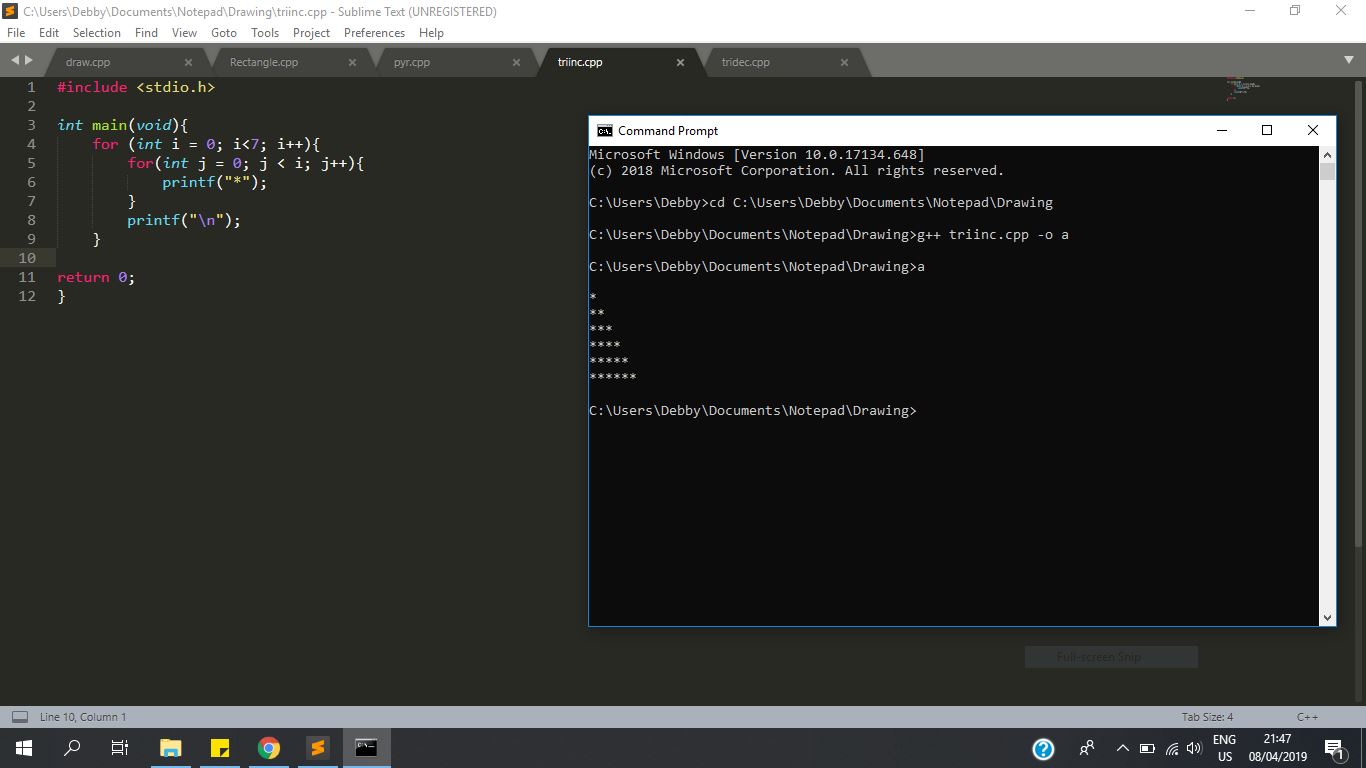 C:\Users\Debby\Documents\Notepad\Drawing\triinc.cpp - Sublime Text (UNREGISTERED)
File Edit Selection Find View Goto Tools Project Preferences Help
draw.cpp Rectangle.cpp pyr.cpp triinc.cpp tridec.cpp
1 #include <stdio.h>
2
3 int main(void){
4 for (int i = 0; i<7; i++){
5 for(int j = 0; j < i; j++){
6 printf("*");
7 }
8 printf("\n");
9 }
10
11 return 0;
12 }
Command Prompt
Microsoft Windows [Version 10.0.17134.648]
(c) 2018 Microsoft Corporation. All rights reserved.
C:\Users\Debby>cd C:\Users\Debby\Documents\Notepad\Drawing
C:\Users\Debby\Documents\Notepad\Drawing>g++ triinc.cpp -o a
C:\Users\Debby\Documents\Notepad\Drawing>a
*
**
***
****
*****
******
C:\Users\Debby\Documents\Notepad\Drawing>
Full-screen Snip
Line 10, Column 1 Tab Size: 4 C++
ENG 21:47
US 08/04/2019 1